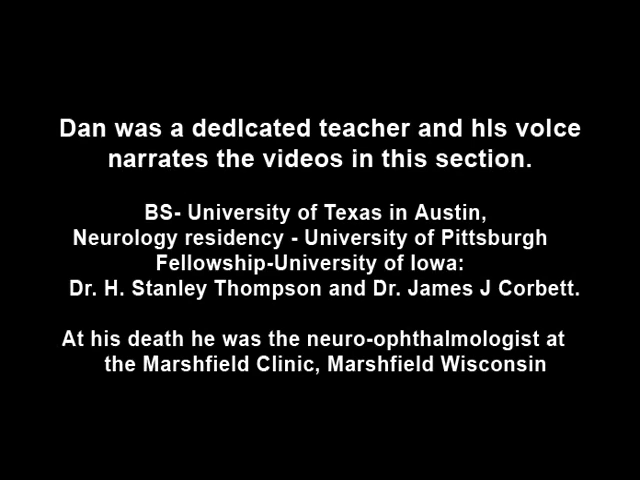 Dan was a dedicated teacher and his voice
narrates the videos in this section.
BS- University of Texas in Austin,
Neurology residency - University of Pittsburgh
Fellowship-University of Iowa:
Dr. H. Stanley Thompson and Dr. James J Corbett.
At his death he was the neuro-ophthalmologist at
the Marshfield Clinic, Marshfield Wisconsin